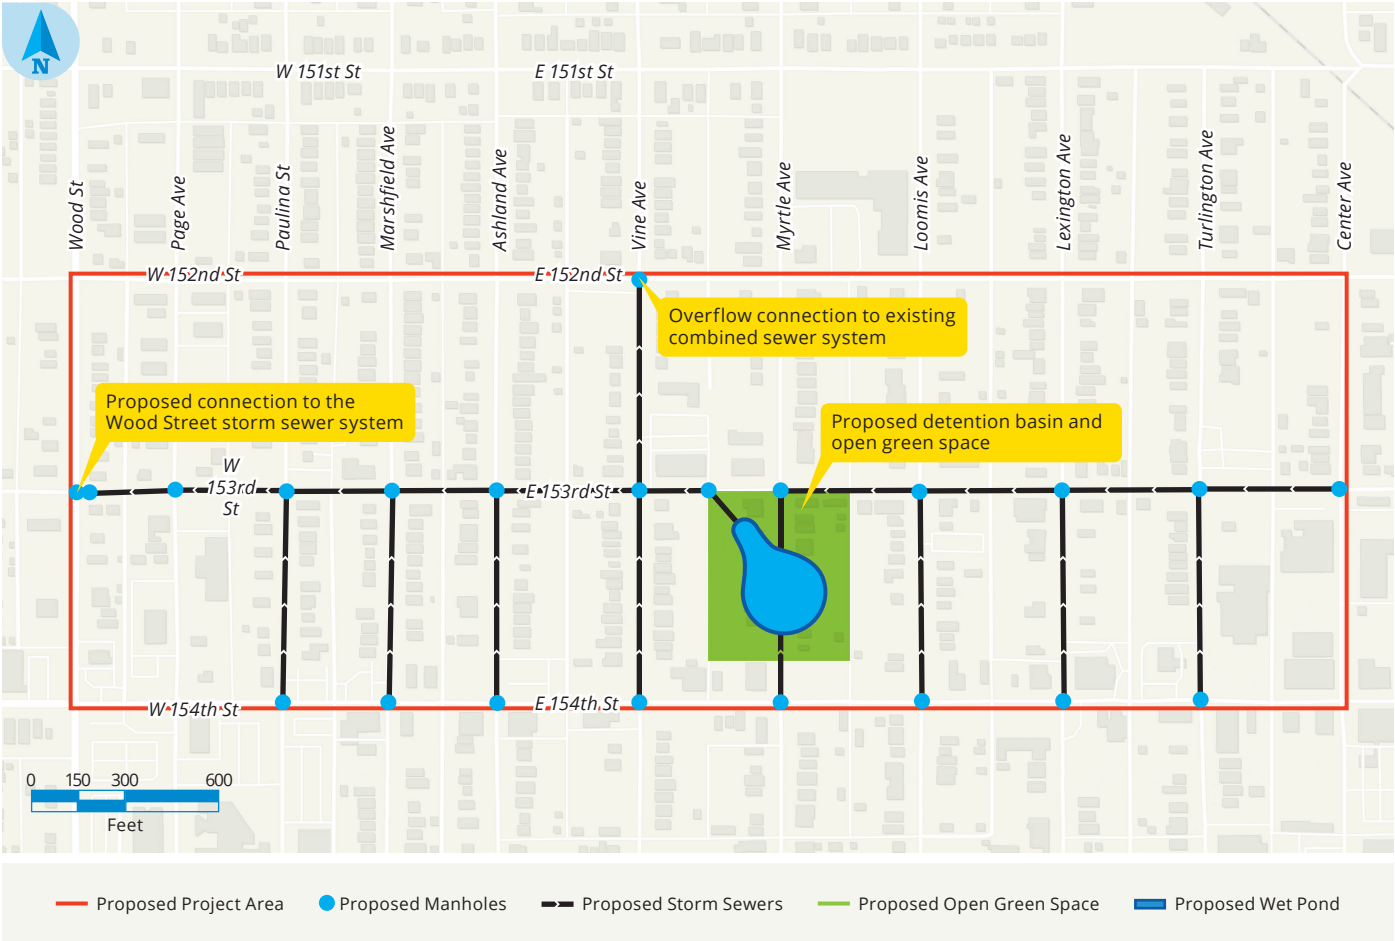 N
W 151st St
E 151st St
Wood St
Page Ave
Paulina St
Marshfield Ave
Ashland Ave
Vine Ave
Myrtle Ave
Loomis Ave
Lexington Ave
Turlington Ave
Center Ave
W 152nd St
E 152nd St
Overflow connection to existing
combined sewer system
Proposed connection to the
Wood Street storm sewer system
Proposed detention basin and
open green space
W
153rd
St
E 153rd St
W 154th St
E 154th St
0 150 300 600
Feet
Proposed Project Area
Proposed Manholes
Proposed Storm Sewers
Proposed Open Green Space
Proposed Wet Pond